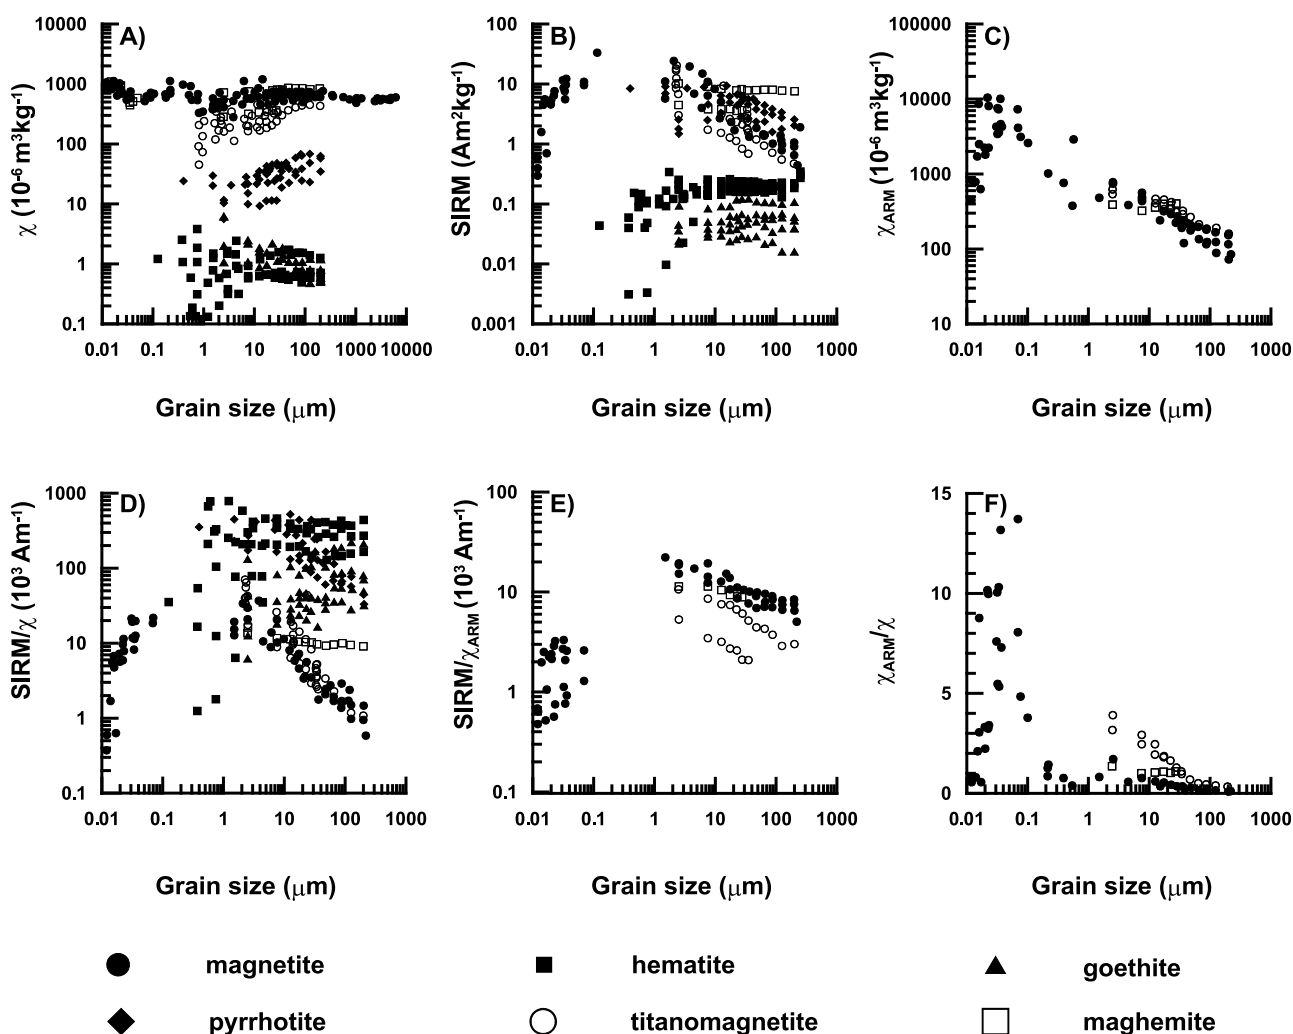 A)
χ (10⁻⁶ m³kg⁻¹)
10000
1000
100
10
1
0.1
0.01 0.1 1 10 100 1000 10000
Grain size (μm)
B)
SIRM (Am²kg⁻¹)
100
10
1
0.1
0.01
0.001
0.01 0.1 1 10 100 1000
Grain size (μm)
C)
χARM (10⁻⁶ m³kg⁻¹)
100000
10000
1000
100
10
0.01 0.1 1 10 100 1000
Grain size (μm)
D)
SIRM/χ (10³ Am⁻¹)
1000
100
10
1
0.1
0.01 0.1 1 10 100 1000
Grain size (μm)
E)
SIRM/χARM (10³ Am⁻¹)
100
10
1
0.1
0.01 0.1 1 10 100 1000
Grain size (μm)
F)
χARM/χ
15
10
5
0
0.01 0.1 1 10 100 1000
Grain size (μm)
magnetite hematite goethite
pyrrhotite titanomagnetite maghemite